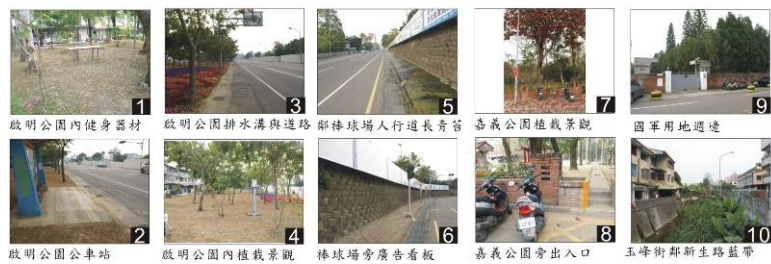 1
啟明公園內健身器材
3
啟明公園排水溝與道路
5
鄰棒球場人行道長青苔
7
嘉義公園植栽景觀
9
國軍用地週邊
2
啟明公園公車站
4
啟明公園內植栽景觀
6
棒球場旁廣告看板
8
嘉義公園旁出入口
10
玉峰街鄰新生路藍帶